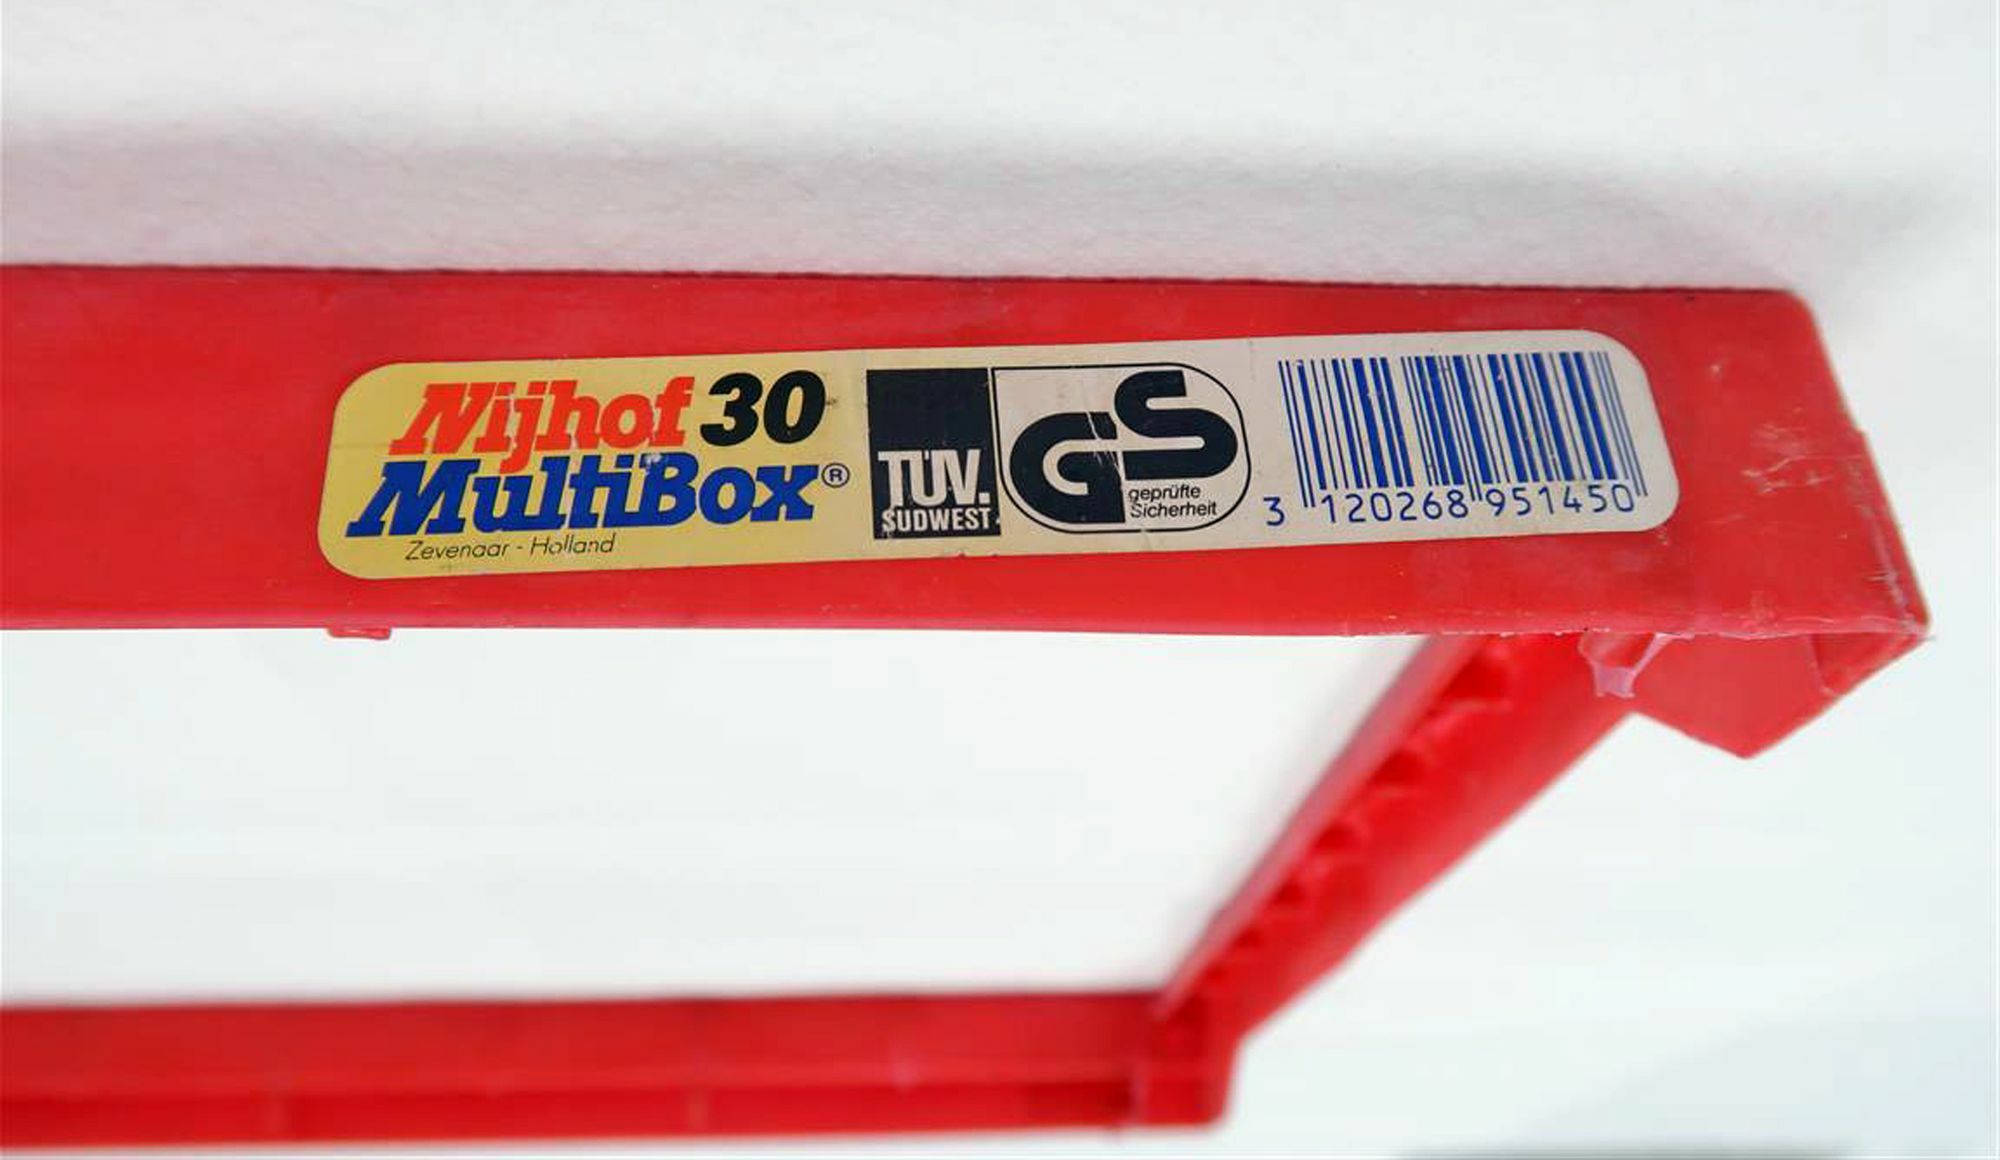 Nijhof 30
MultiBox®
Zevenaar - Holland
TÜV.
SÜDWEST
GS
geprüfte
Sicherheit
3 120268 951450